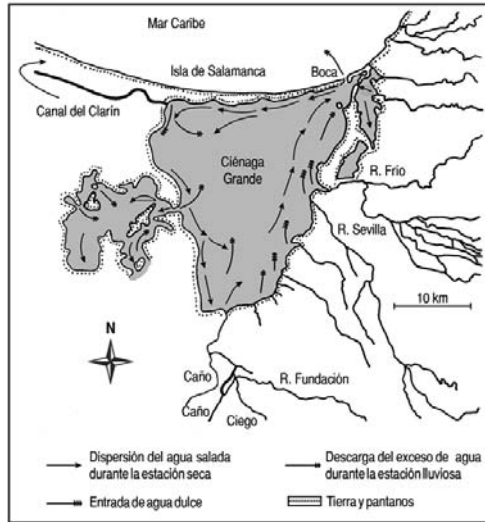 Mar Caribe
Isla de Salamanca
Boca
Canal del Clarín
Ciénaga
Grande
R. Frío
R. Sevilla
10 km
N
R. Fundación
Caño
Caño
Ciego
Dispersión del agua salada
durante la estación seca
Descarga del exceso de agua
durante la estación lluviosa
Entrada de agua dulce
Tierra y pantanos